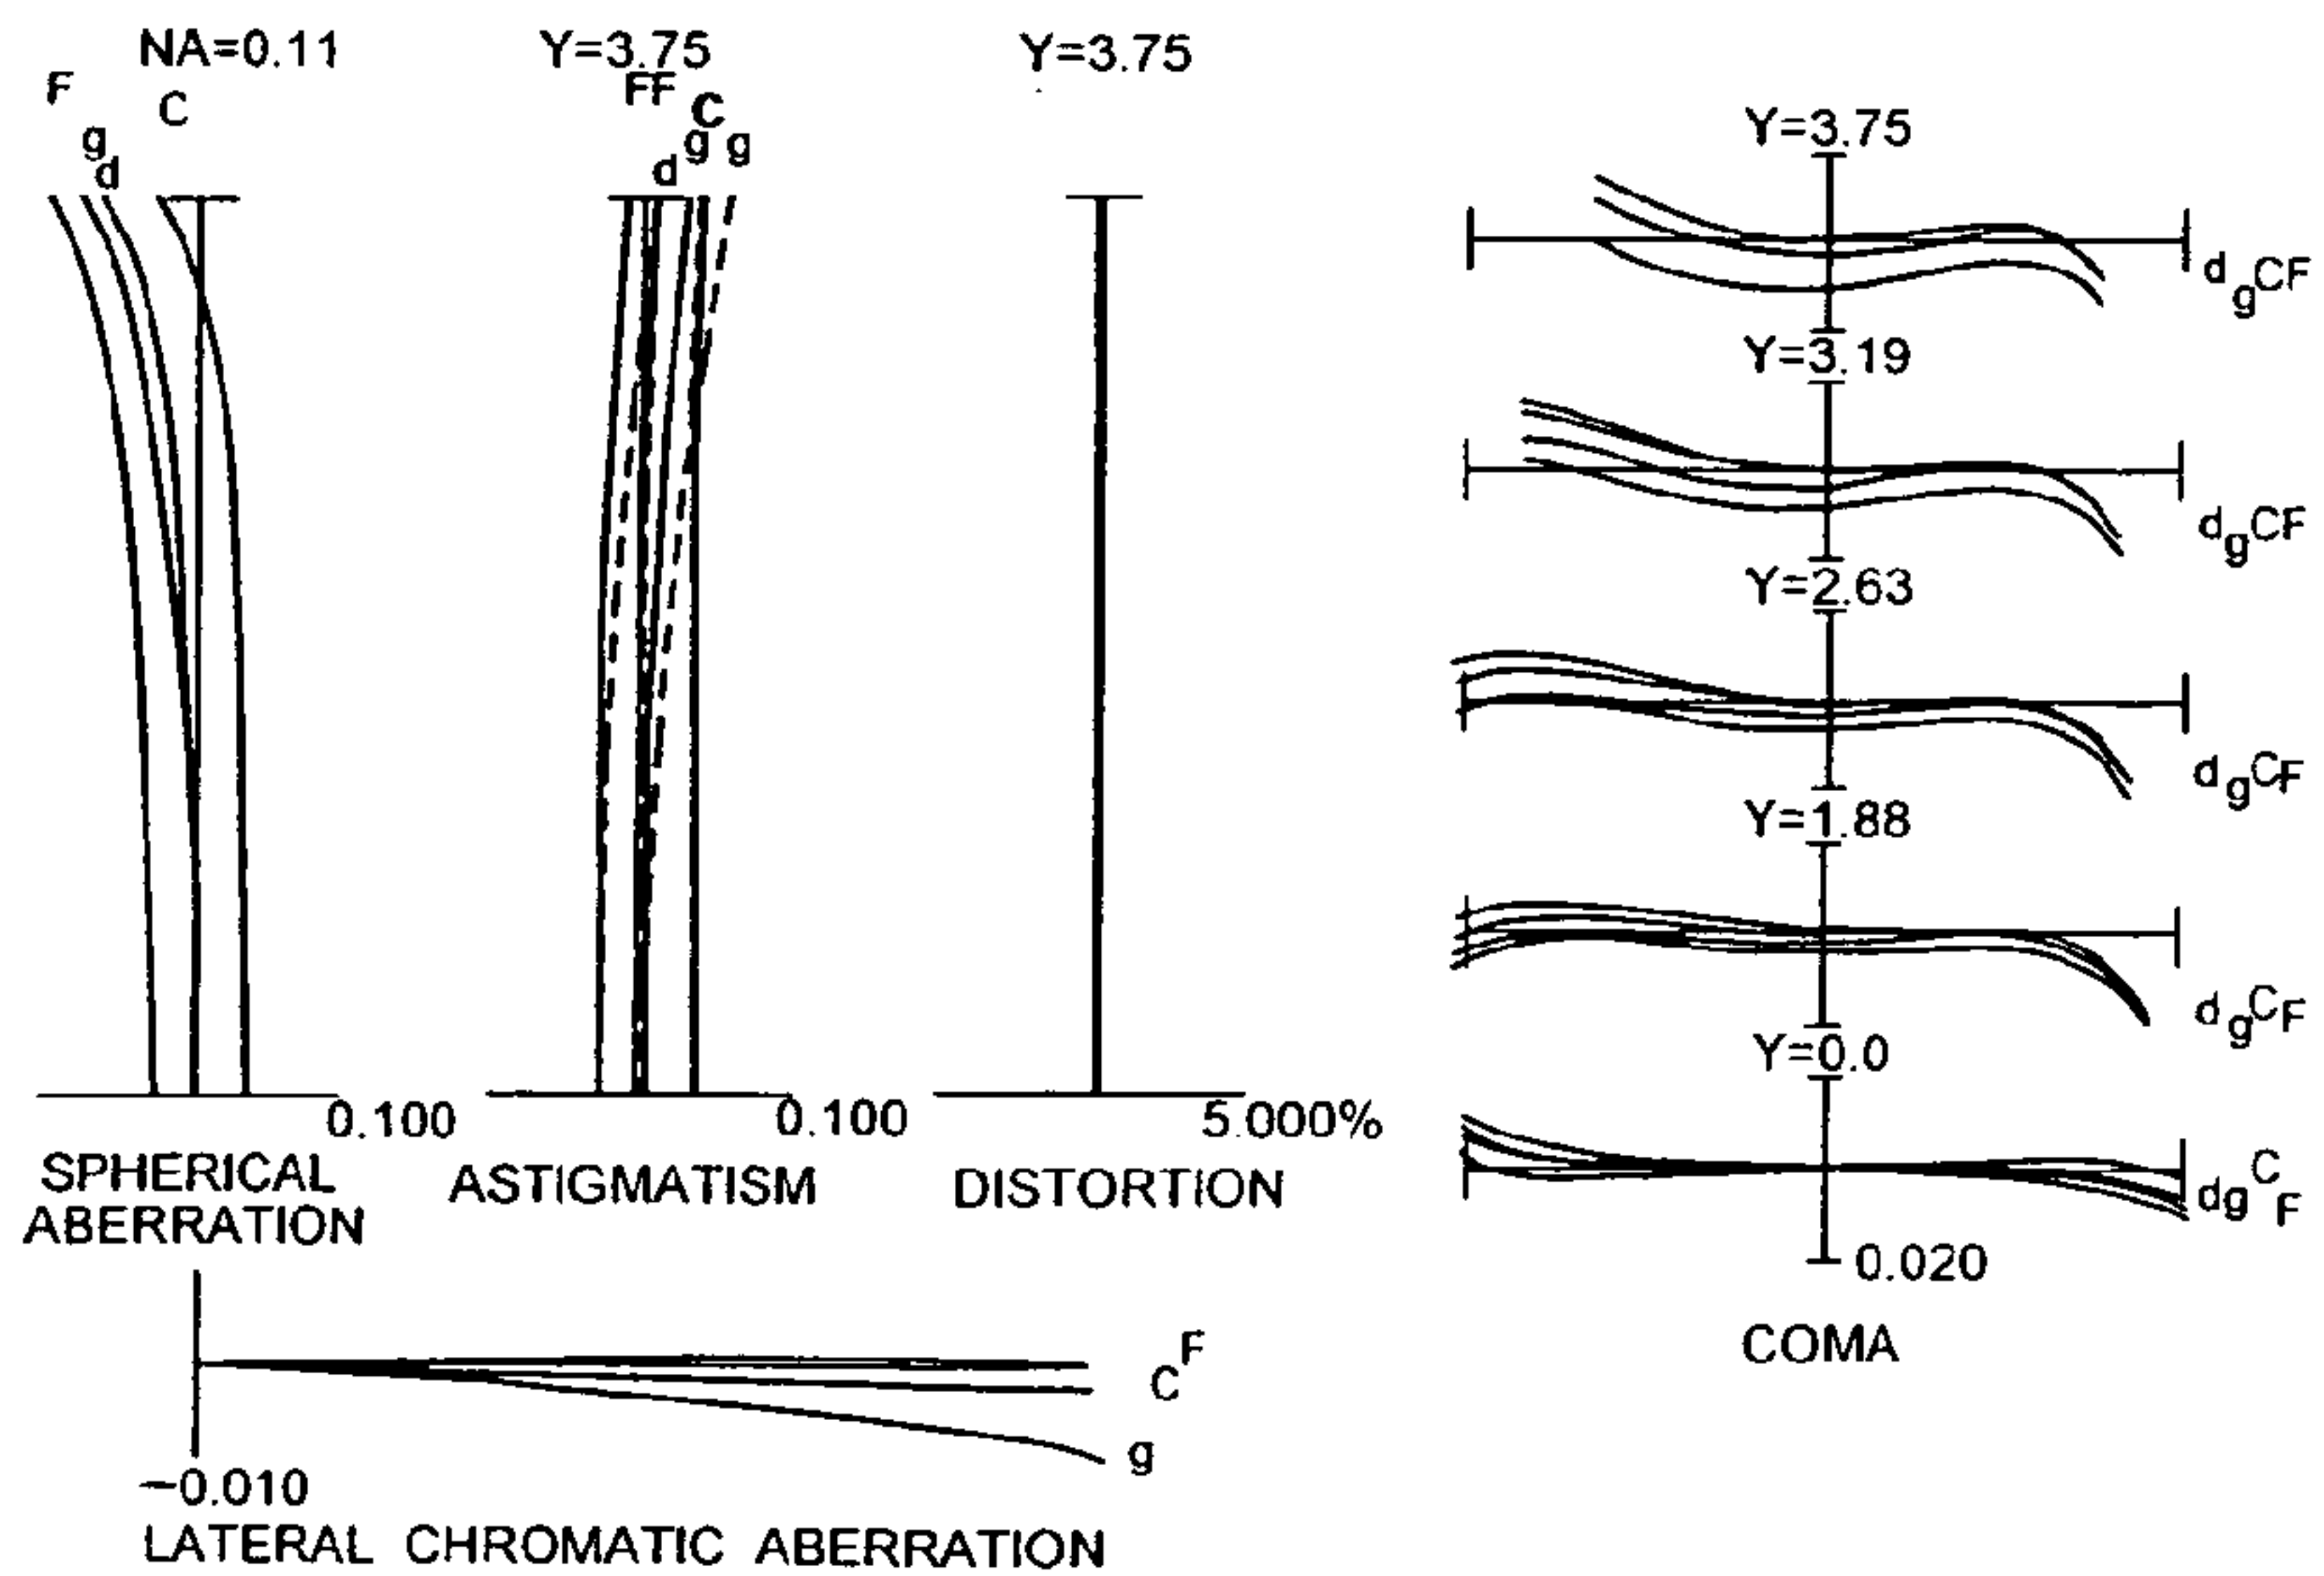 NA=0.11
F
g
d
C
0.100
SPHERICAL
ABERRATION
Y=3.75
FF
C
d
g
g
0.100
ASTIGMATISM
Y=3.75
5.000%
DISTORTION
Y=3.75
dgCF
Y=3.19
dgCF
Y=2.63
dgCF
Y=1.88
dgCF
Y=0.0
dgCF
0.020
COMA
F
C
g
−0.010
LATERAL CHROMATIC ABERRATION